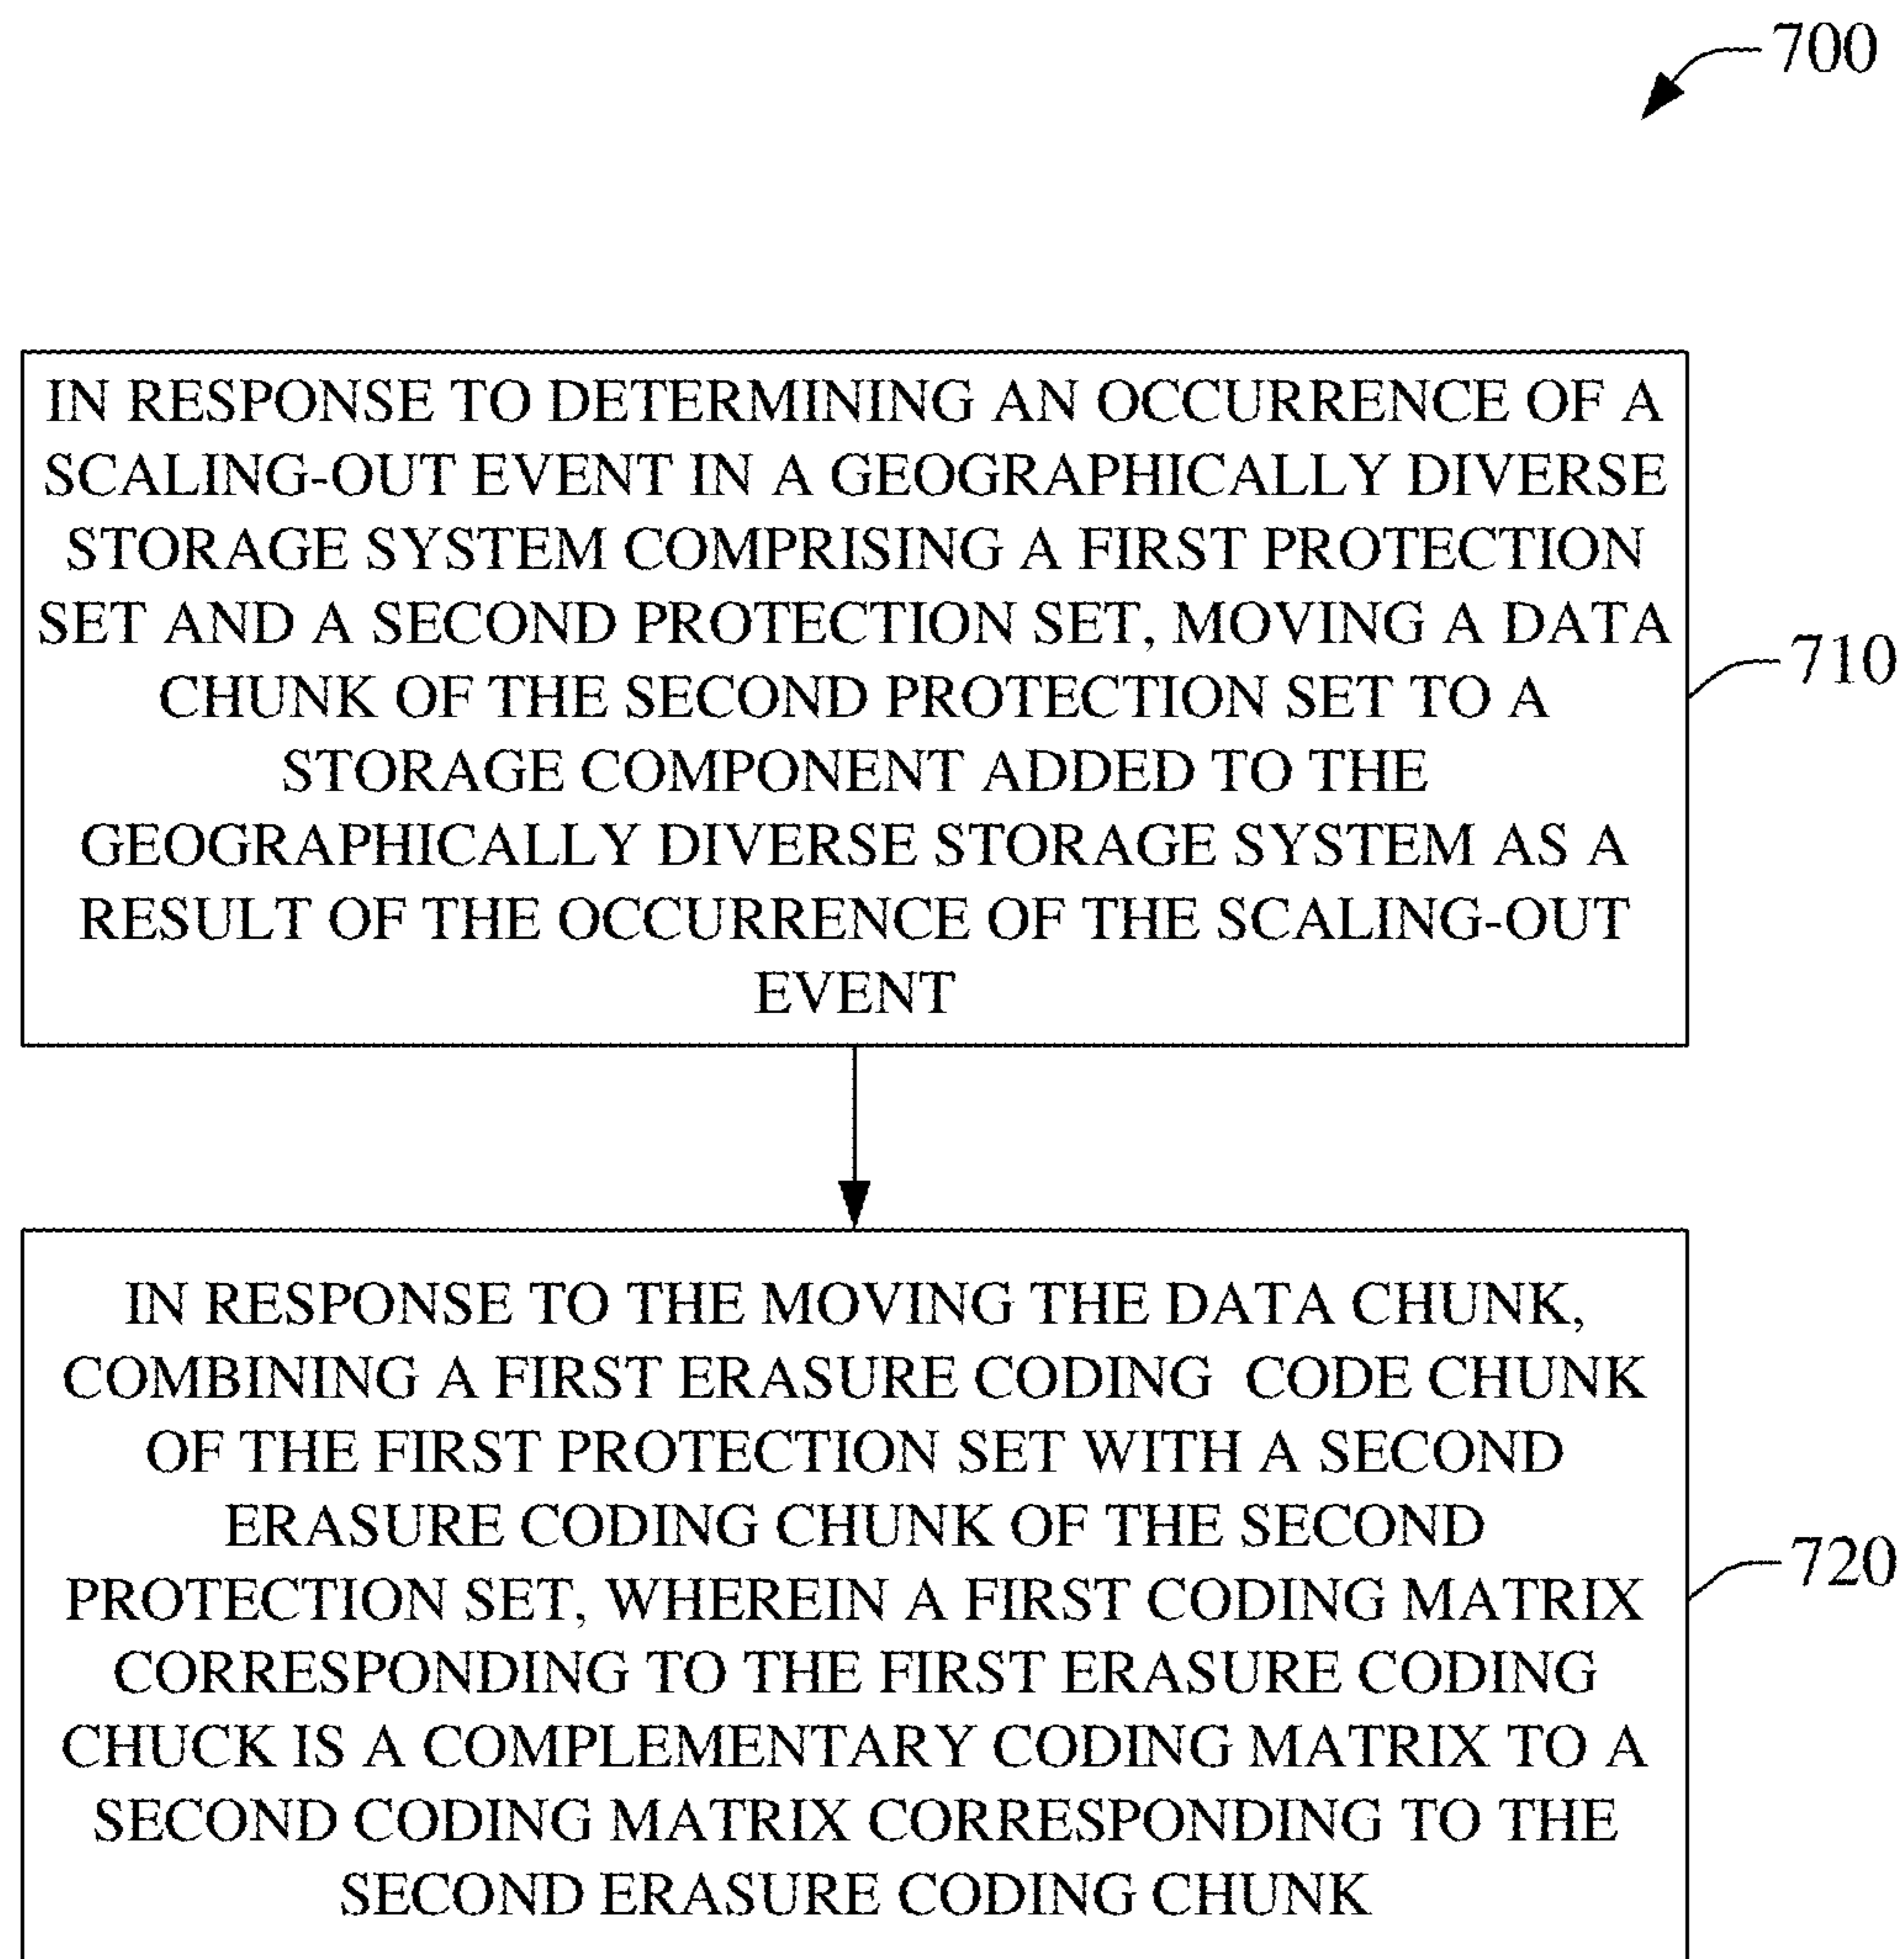 700
IN RESPONSE TO DETERMINING AN OCCURRENCE OF A
SCALING-OUT EVENT IN A GEOGRAPHICALLY DIVERSE
STORAGE SYSTEM COMPRISING A FIRST PROTECTION
SET AND A SECOND PROTECTION SET, MOVING A DATA
CHUNK OF THE SECOND PROTECTION SET TO A
STORAGE COMPONENT ADDED TO THE
GEOGRAPHICALLY DIVERSE STORAGE SYSTEM AS A
RESULT OF THE OCCURRENCE OF THE SCALING-OUT
EVENT
710
IN RESPONSE TO THE MOVING THE DATA CHUNK,
COMBINING A FIRST ERASURE CODING CODE CHUNK
OF THE FIRST PROTECTION SET WITH A SECOND
ERASURE CODING CHUNK OF THE SECOND
PROTECTION SET, WHEREIN A FIRST CODING MATRIX
CORRESPONDING TO THE FIRST ERASURE CODING
CHUCK IS A COMPLEMENTARY CODING MATRIX TO A
SECOND CODING MATRIX CORRESPONDING TO THE
SECOND ERASURE CODING CHUNK
720